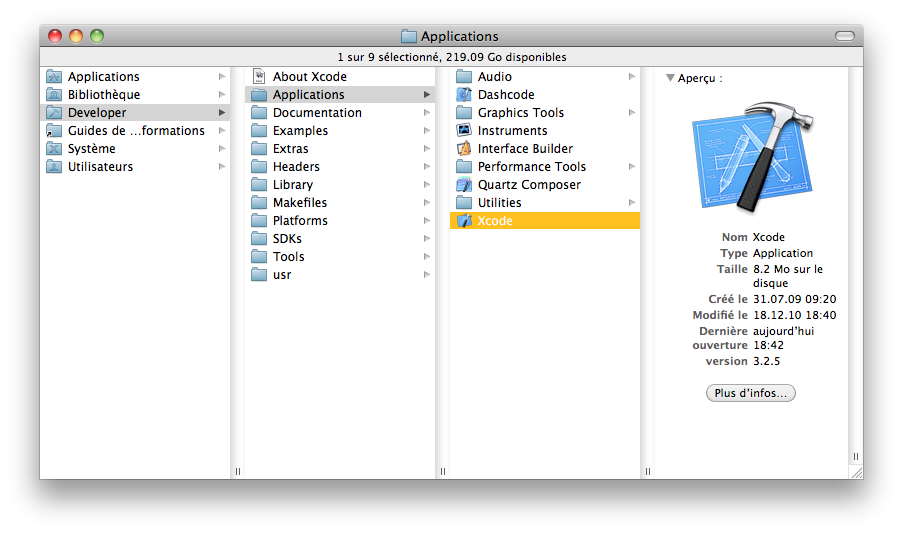 Applications
1 sur 9 sélectionné, 219.09 Go disponibles
Applications
Bibliothèque
Developer
Guides de ...formations
Système
Utilisateurs
About Xcode
Applications
Documentation
Examples
Extras
Headers
Library
Makefiles
Platforms
SDKs
Tools
usr
Audio
Dashcode
Graphics Tools
Instruments
Interface Builder
Performance Tools
Quartz Composer
Utilities
Xcode
Aperçu :
Nom Xcode
Type Application
Taille 8.2 Mo sur le
disque
Créé le 31.07.09 09:20
Modifié le 18.12.10 18:40
Dernière aujourd'hui
ouverture 18:42
version 3.2.5
Plus d'infos...